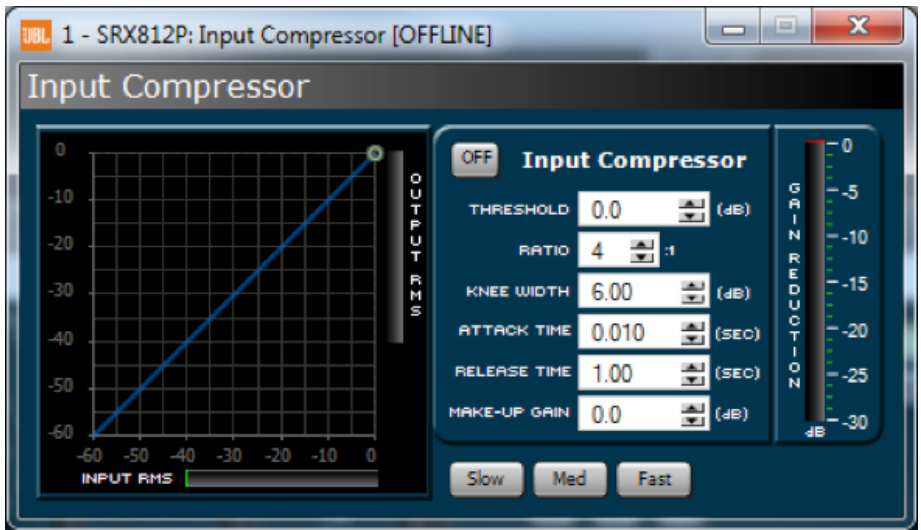 JBL 1 - SRX812P: Input Compressor [OFFLINE]
Input Compressor
0
-10
-20
-30
-40
-50
-60
-60 -50 -40 -30 -20 -10 0
INPUT RMS
OUTPUT RMS
OFF Input Compressor
THRESHOLD 0.0 (dB)
RATIO 4 :1
KNEE WIDTH 6.00 (dB)
ATTACK TIME 0.010 (SEC)
RELEASE TIME 1.00 (SEC)
MAKE-UP GAIN 0.0 (dB)
Slow Med Fast
GAIN REDUCTION
0
-5
-10
-15
-20
-25
-30
dB